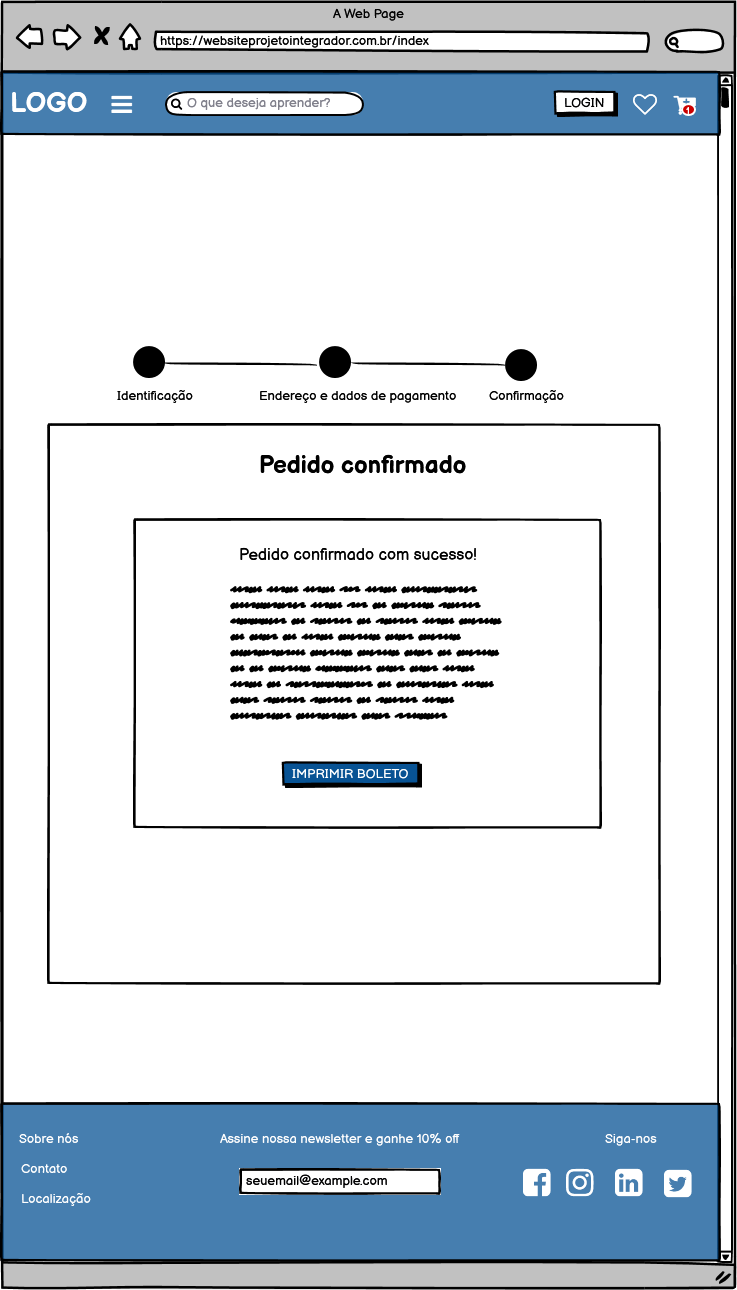 A Web Page
https://websiteprojetointegrador.com.br/index
LOGO
O que deseja aprender?
LOGIN
1
Identificação
Endereço e dados de pagamento
Confirmação
Pedido confirmado
Pedido confirmado com sucesso!
IMPRIMIR BOLETO
Sobre nós
Assine nossa newsletter e ganhe 10% off
Siga-nos
Contato
seuemail@example.com
Localização